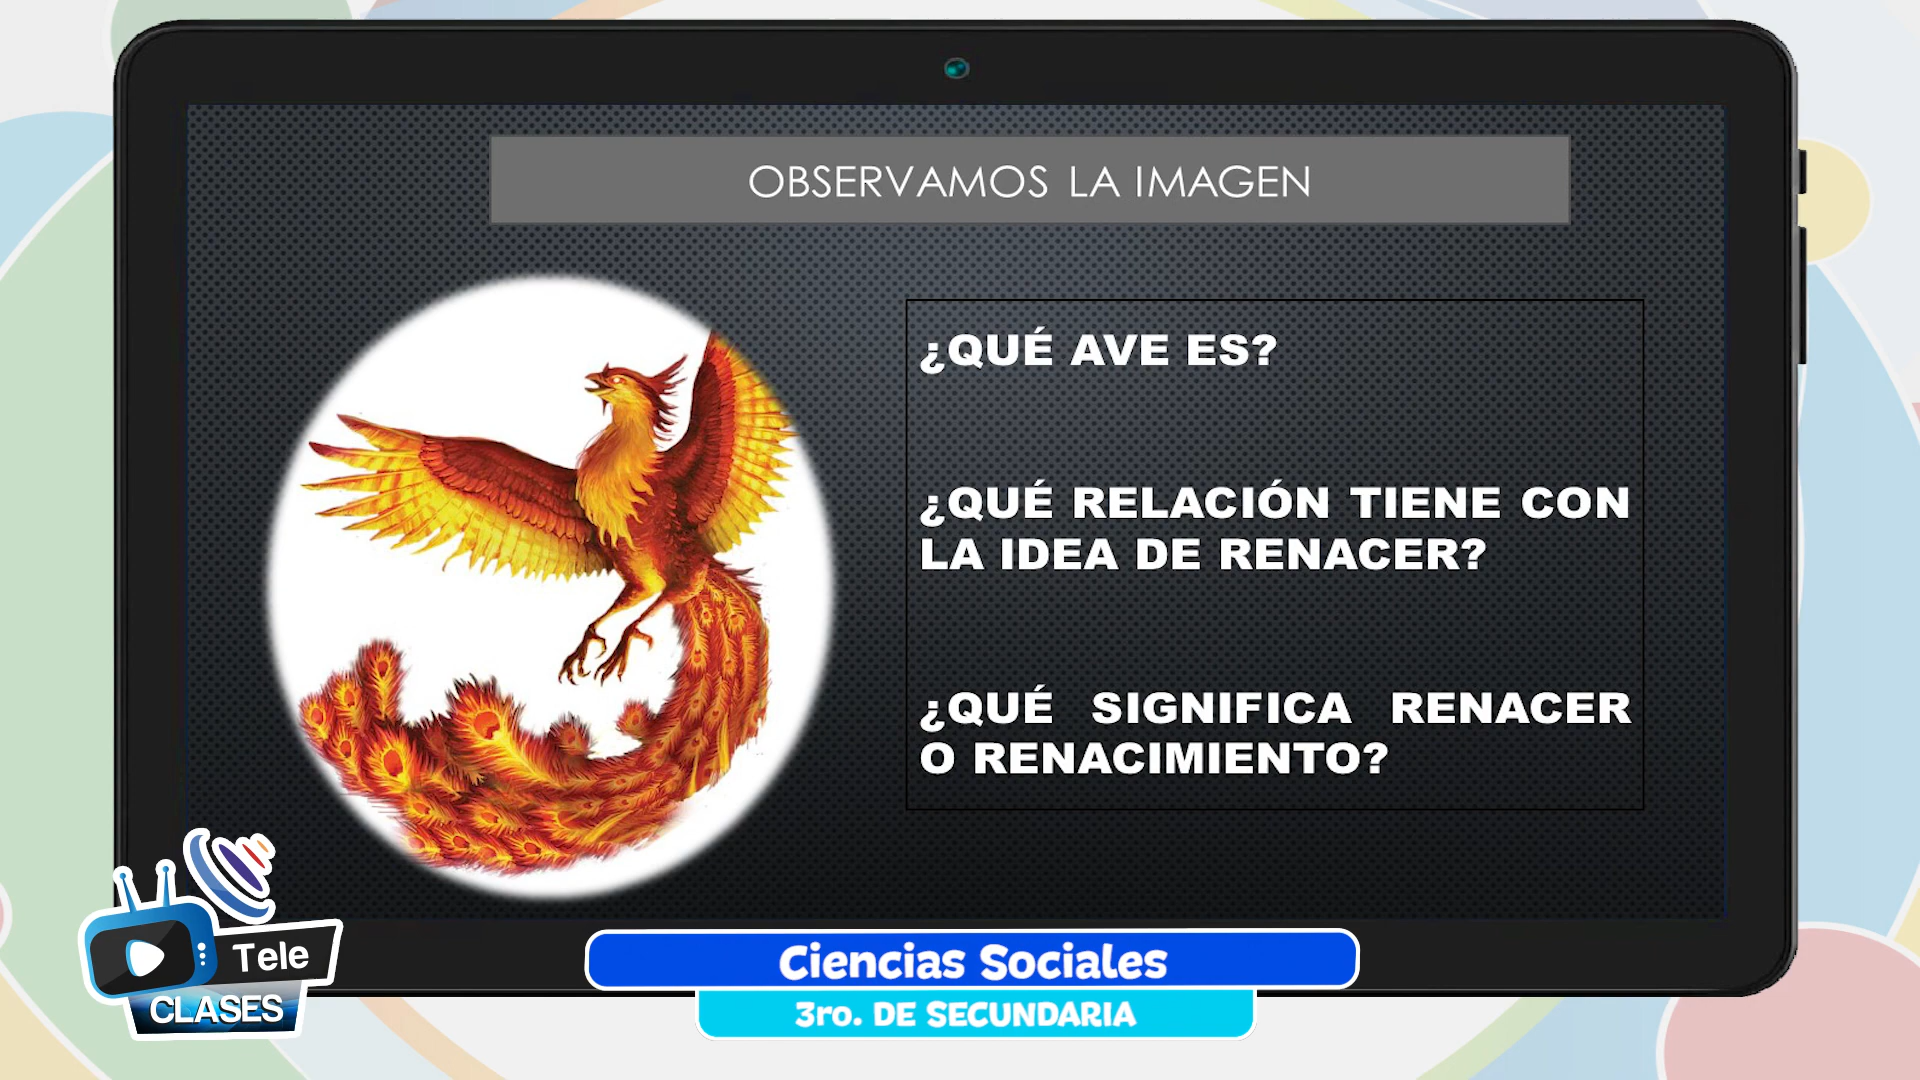 OBSERVAMOS LA IMAGEN
¿QUÉ AVE ES?
¿QUÉ RELACIÓN TIENE CON
LA IDEA DE RENACER?
¿QUÉ SIGNIFICA RENACER
O RENACIMIENTO?
Tele
CLASES
Ciencias Sociales
3ro. DE SECUNDARIA